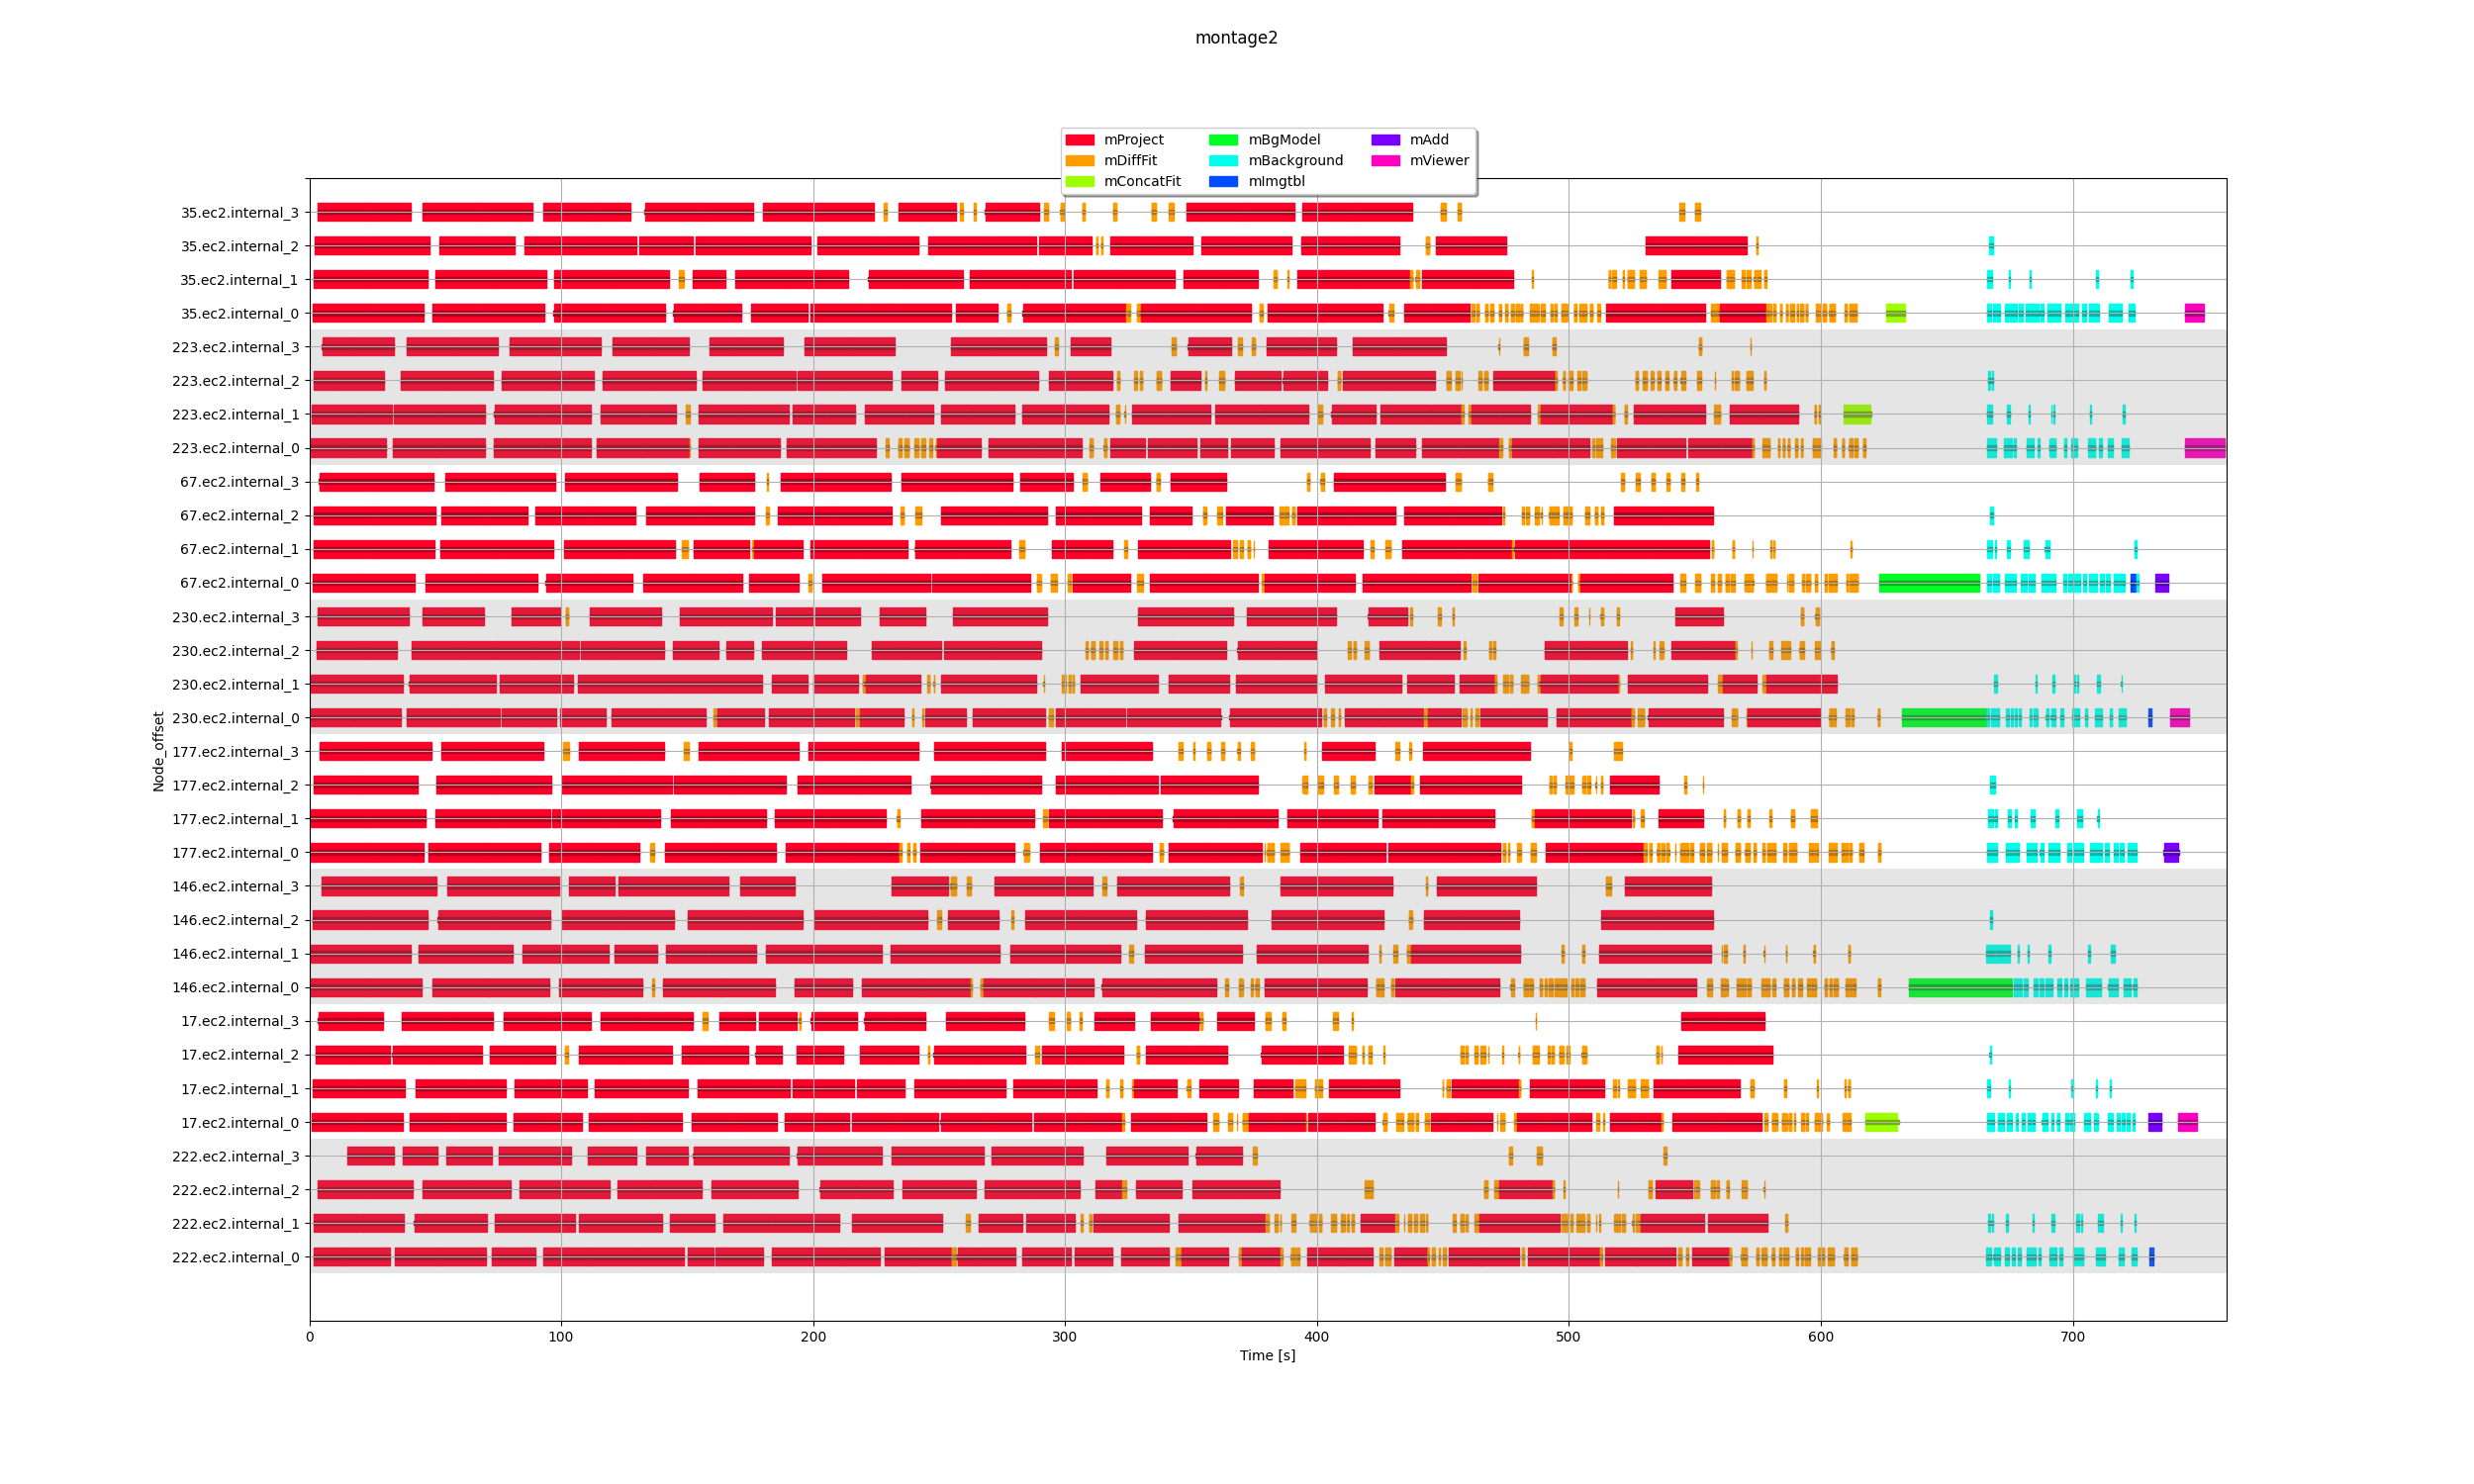 montage2
mProject
mDiffFit
mConcatFit
mBgModel
mBackground
mImgtbl
mAdd
mViewer
Node_offset
35.ec2.internal_3
35.ec2.internal_2
35.ec2.internal_1
35.ec2.internal_0
223.ec2.internal_3
223.ec2.internal_2
223.ec2.internal_1
223.ec2.internal_0
67.ec2.internal_3
67.ec2.internal_2
67.ec2.internal_1
67.ec2.internal_0
230.ec2.internal_3
230.ec2.internal_2
230.ec2.internal_1
230.ec2.internal_0
177.ec2.internal_3
177.ec2.internal_2
177.ec2.internal_1
177.ec2.internal_0
146.ec2.internal_3
146.ec2.internal_2
146.ec2.internal_1
146.ec2.internal_0
17.ec2.internal_3
17.ec2.internal_2
17.ec2.internal_1
17.ec2.internal_0
222.ec2.internal_3
222.ec2.internal_2
222.ec2.internal_1
222.ec2.internal_0
0 100 200 300 400 500 600 700
Time [s]